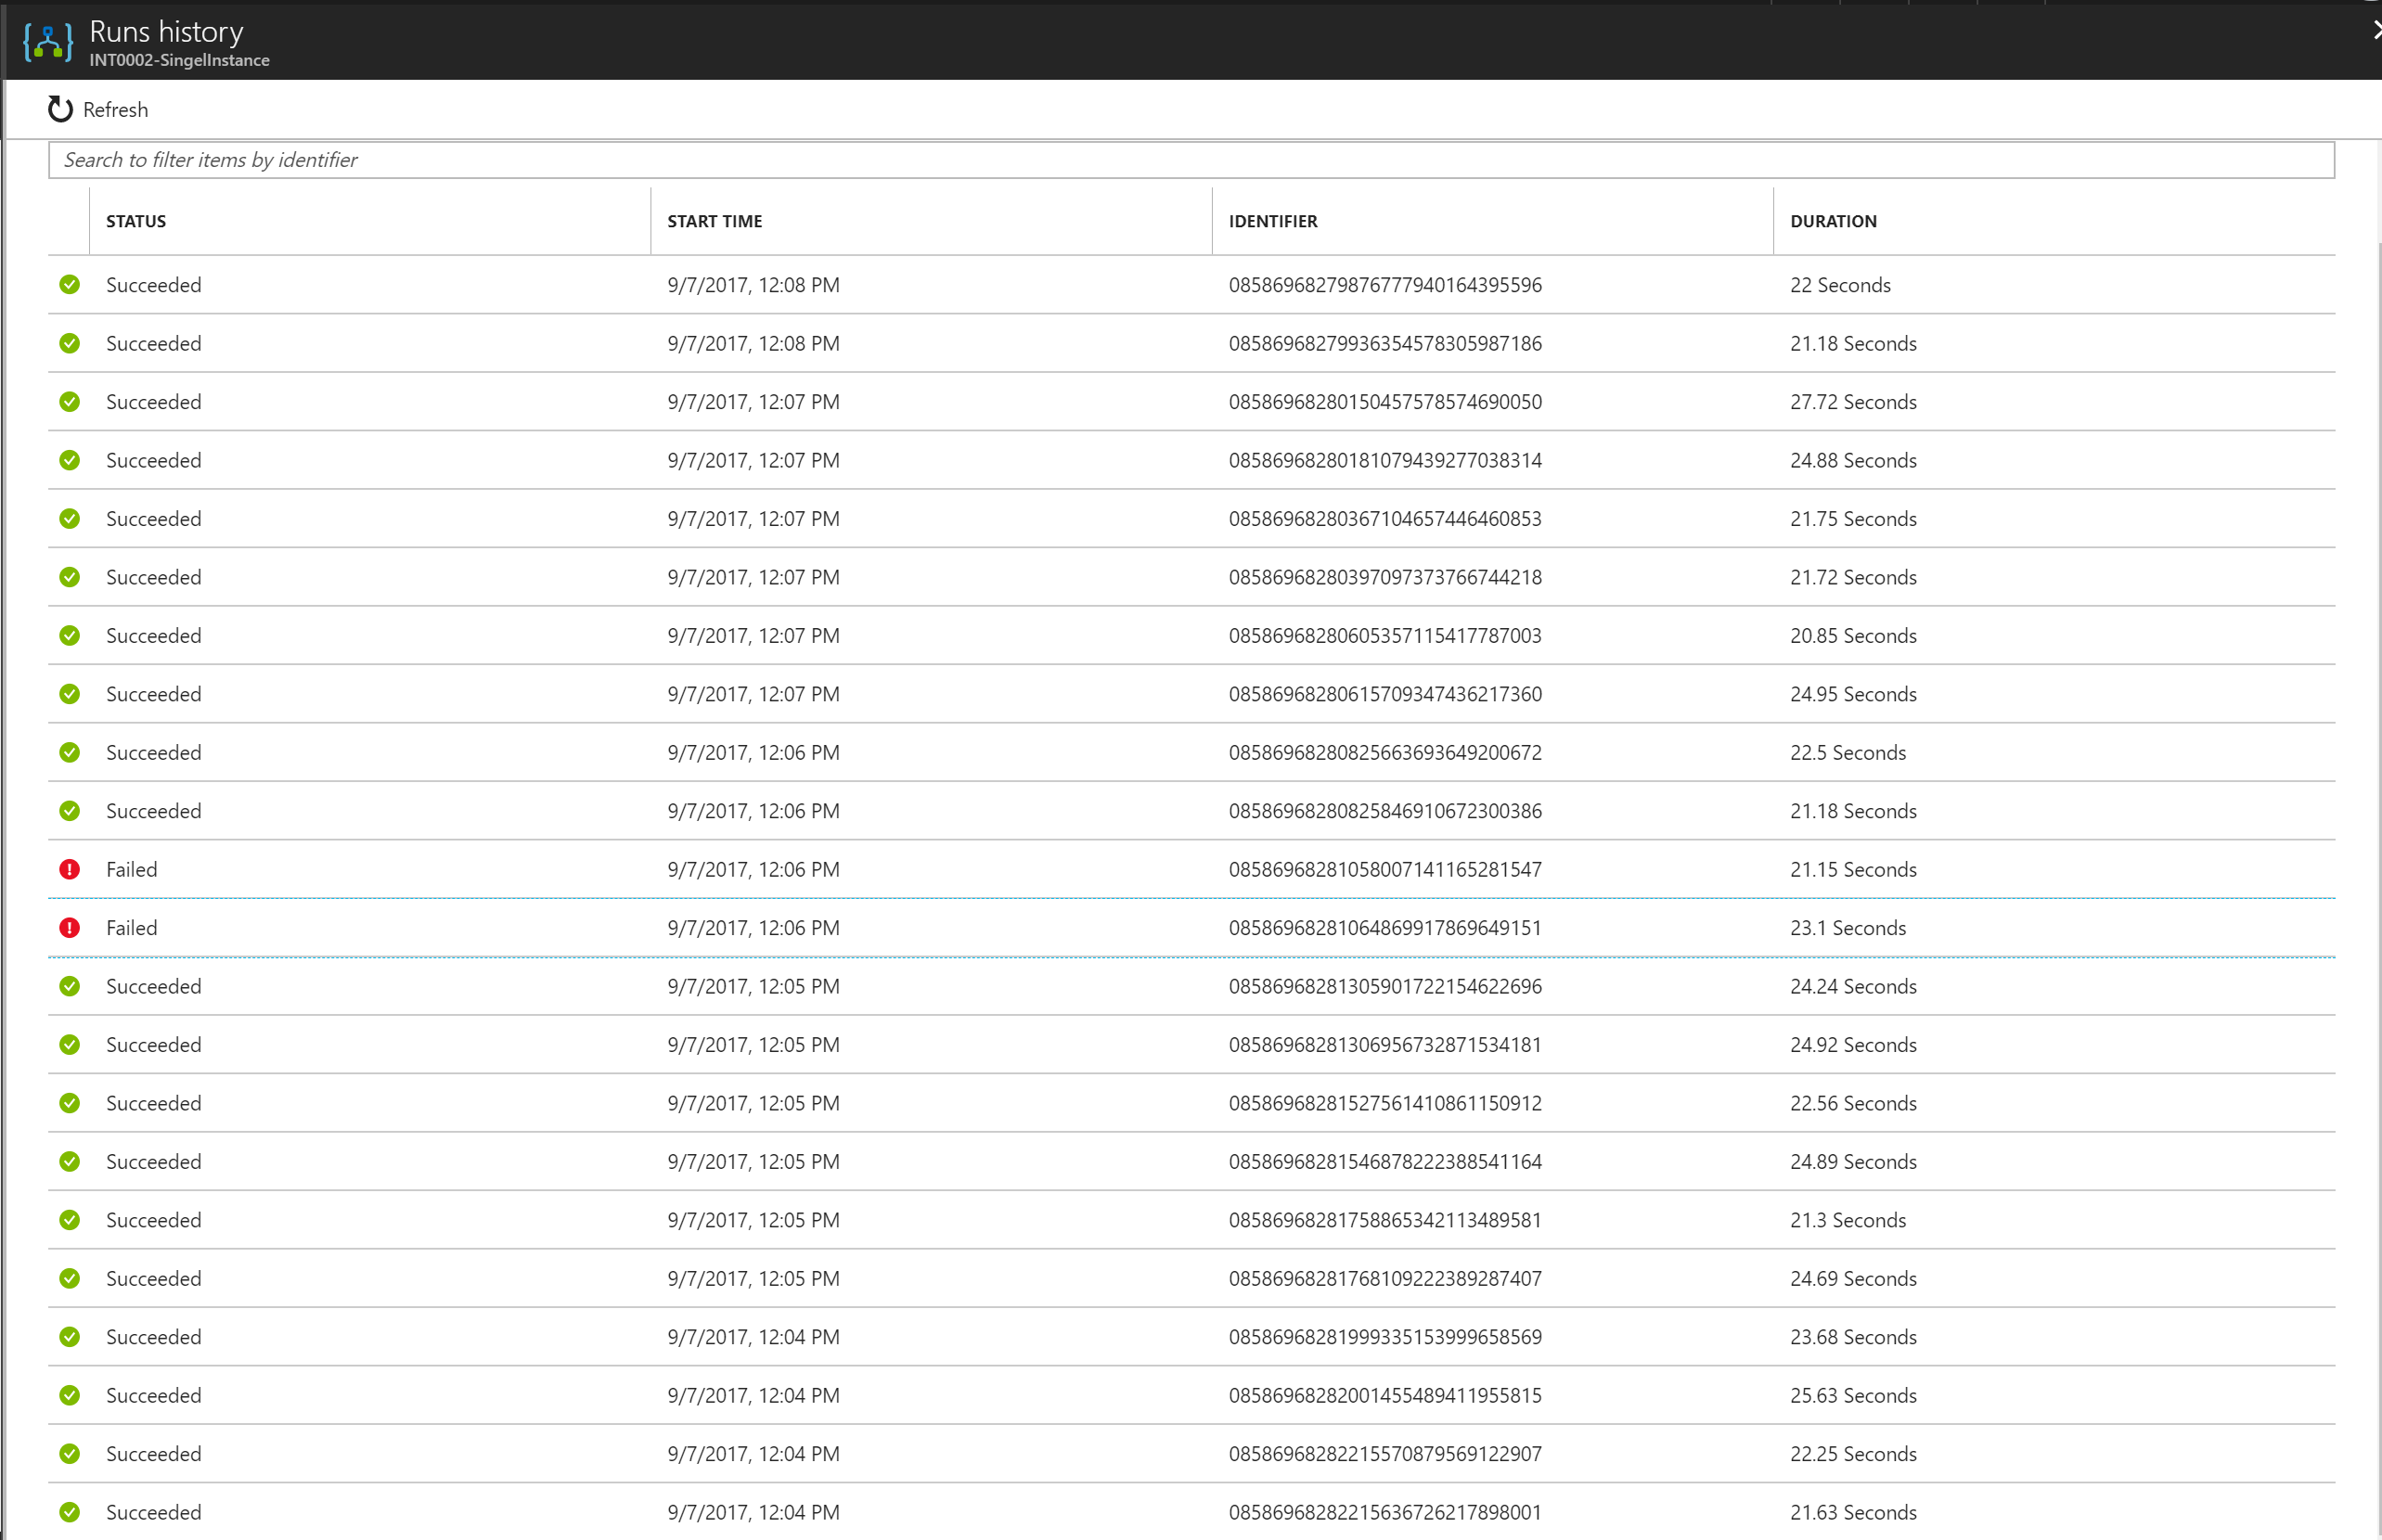 Runs history
INT0002-SingelInstance
Refresh
Search to filter items by identifier
STATUS START TIME IDENTIFIER DURATION
Succeeded 9/7/2017, 12:08 PM 08586968279876777940164395596 22 Seconds
Succeeded 9/7/2017, 12:08 PM 08586968279936354578305987186 21.18 Seconds
Succeeded 9/7/2017, 12:07 PM 08586968280150457578574690050 27.72 Seconds
Succeeded 9/7/2017, 12:07 PM 08586968280181079439277038314 24.88 Seconds
Succeeded 9/7/2017, 12:07 PM 08586968280367104657446460853 21.75 Seconds
Succeeded 9/7/2017, 12:07 PM 08586968280397097373766744218 21.72 Seconds
Succeeded 9/7/2017, 12:07 PM 08586968280605357115417787003 20.85 Seconds
Succeeded 9/7/2017, 12:07 PM 08586968280615709347436217360 24.95 Seconds
Succeeded 9/7/2017, 12:06 PM 08586968280825663693649200672 22.5 Seconds
Succeeded 9/7/2017, 12:06 PM 08586968280825846910672300386 21.18 Seconds
Failed 9/7/2017, 12:06 PM 08586968281058007141165281547 21.15 Seconds
Failed 9/7/2017, 12:06 PM 08586968281064869917869649151 23.1 Seconds
Succeeded 9/7/2017, 12:05 PM 08586968281305901722154622696 24.24 Seconds
Succeeded 9/7/2017, 12:05 PM 08586968281306956732871534181 24.92 Seconds
Succeeded 9/7/2017, 12:05 PM 08586968281527561410861150912 22.56 Seconds
Succeeded 9/7/2017, 12:05 PM 08586968281546878222388541164 24.89 Seconds
Succeeded 9/7/2017, 12:05 PM 08586968281758865342113489581 21.3 Seconds
Succeeded 9/7/2017, 12:05 PM 08586968281768109222389287407 24.69 Seconds
Succeeded 9/7/2017, 12:04 PM 08586968281999335153999658569 23.68 Seconds
Succeeded 9/7/2017, 12:04 PM 08586968282001455489411955815 25.63 Seconds
Succeeded 9/7/2017, 12:04 PM 08586968282215570879569122907 22.25 Seconds
Succeeded 9/7/2017, 12:04 PM 08586968282215636726217898001 21.63 Seconds